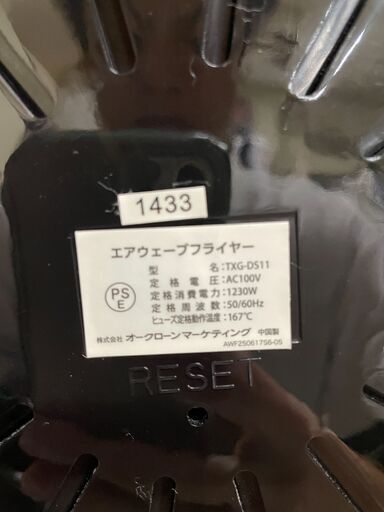 1433
エアウェーブフライヤー
型名:TXG-DS11
定格電圧:AC100V
定格消費電力:1230W
定格周波数:50/60Hz
ヒューズ定格動作温度:167℃
PS
E
株式会社 オークローンマーケティング 中国製
AWF25061756-05
RESET